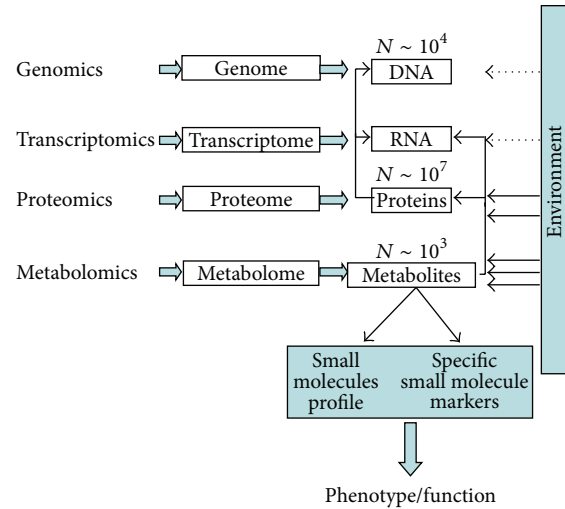 N ~ 10^4
Genomics Genome DNA
Transcriptomics Transcriptome RNA
N ~ 10^7
Proteomics Proteome Proteins
N ~ 10^3
Metabolomics Metabolome Metabolites
Environment
Small
molecules
profile
Specific
small molecule
markers
Phenotype/function